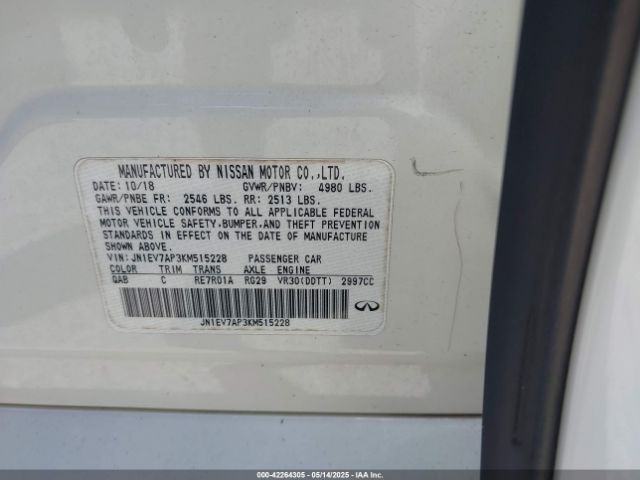 MANUFACTURED BY NISSAN MOTOR CO.,LTD.
DATE: 10/18 GVWR/PNBV: 4980 LBS.
GAWR/PNBE FR: 2546 LBS. RR: 2513 LBS.
THIS VEHICLE CONFORMS TO ALL APPLICABLE FEDERAL
MOTOR VEHICLE SAFETY,BUMPER,AND THEFT PREVENTION
STANDARDS IN EFFECT ON THE DATE OF MANUFACTURE
SHOWN ABOVE.
VIN: JN1EV7AP3KM515228 PASSENGER CAR
COLOR TRIM TRANS AXLE ENGINE
QAB C RE7R01A RG29 VR30(DDTT) 2997CC
JN1EV7AP3KM515228
000-42264305 - 05/14/2025 - COPYRIGHT IAA, LLC.